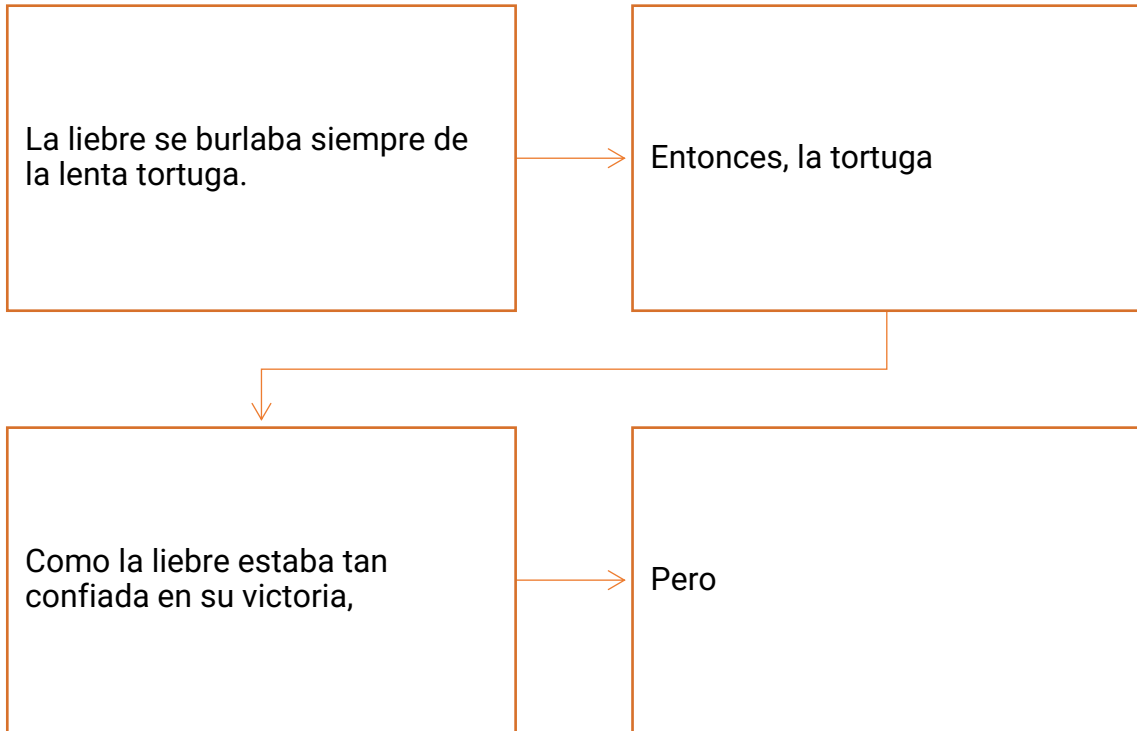 La liebre se burlaba siempre de
la lenta tortuga.
Entonces, la tortuga
Como la liebre estaba tan
confiada en su victoria,
Pero